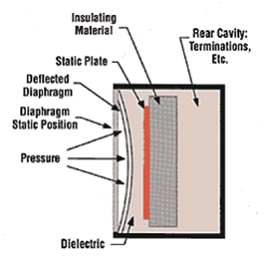 Insulating
Material
Rear Cavity:
Terminations,
Etc.
Static Plate
Deflected
Diaphragm
Diaphragm
Static Position
Pressure
Dielectric